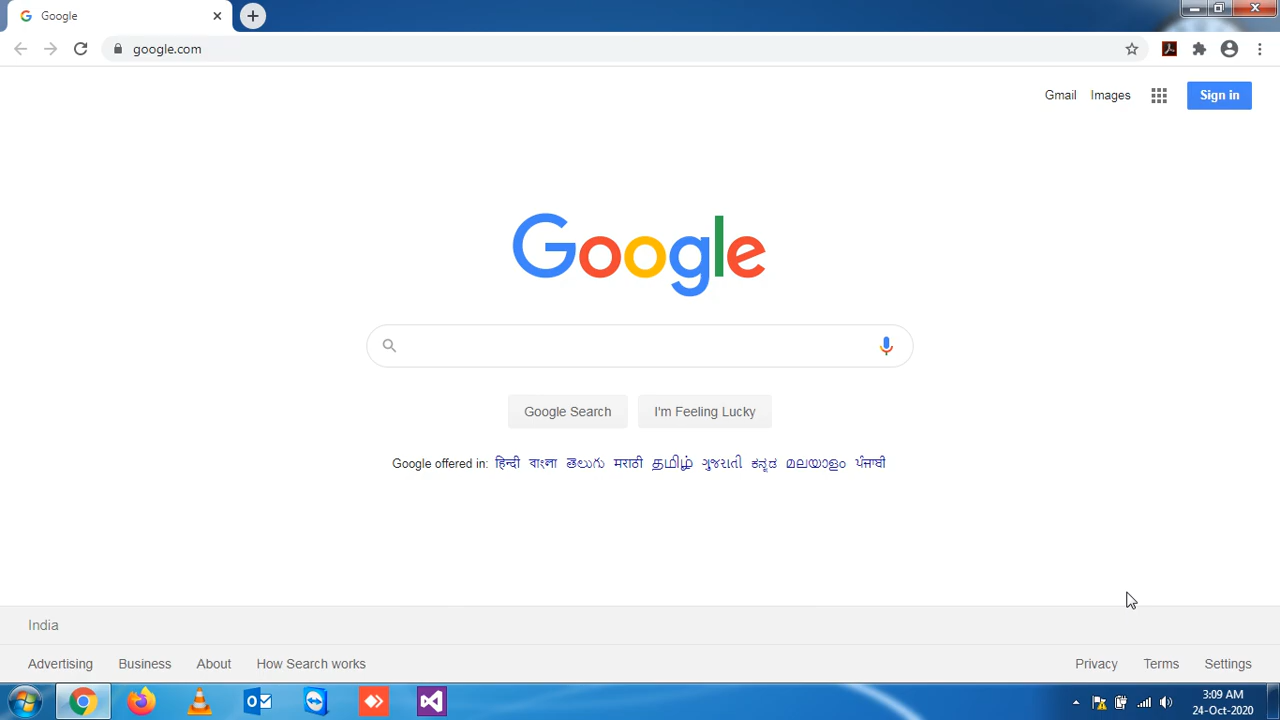 Google
google.com
Gmail Images Sign in
Google
Google Search I'm Feeling Lucky
Google offered in: हिन्दी বাংলা తెలుగు मराठी தமிழ் ગુજરાતી ಕನ್ನಡ മലയാളം ਪੰਜਾਬੀ
India
Advertising Business About How Search works Privacy Terms Settings
3:09 AM
24-Oct-2020